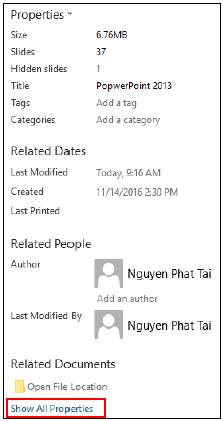 Properties
Size 6.76MB
Slides 37
Hidden slides 1
Title PopwerPoint 2013
Tags Add a tag
Categories Add a category
Related Dates
Last Modified Today, 9:16 AM
Created 11/14/2016 2:30 PM
Last Printed
Related People
Author Nguyen Phat Tai
Add an author
Last Modified By Nguyen Phat Tai
Related Documents
Open File Location
Show All Properties